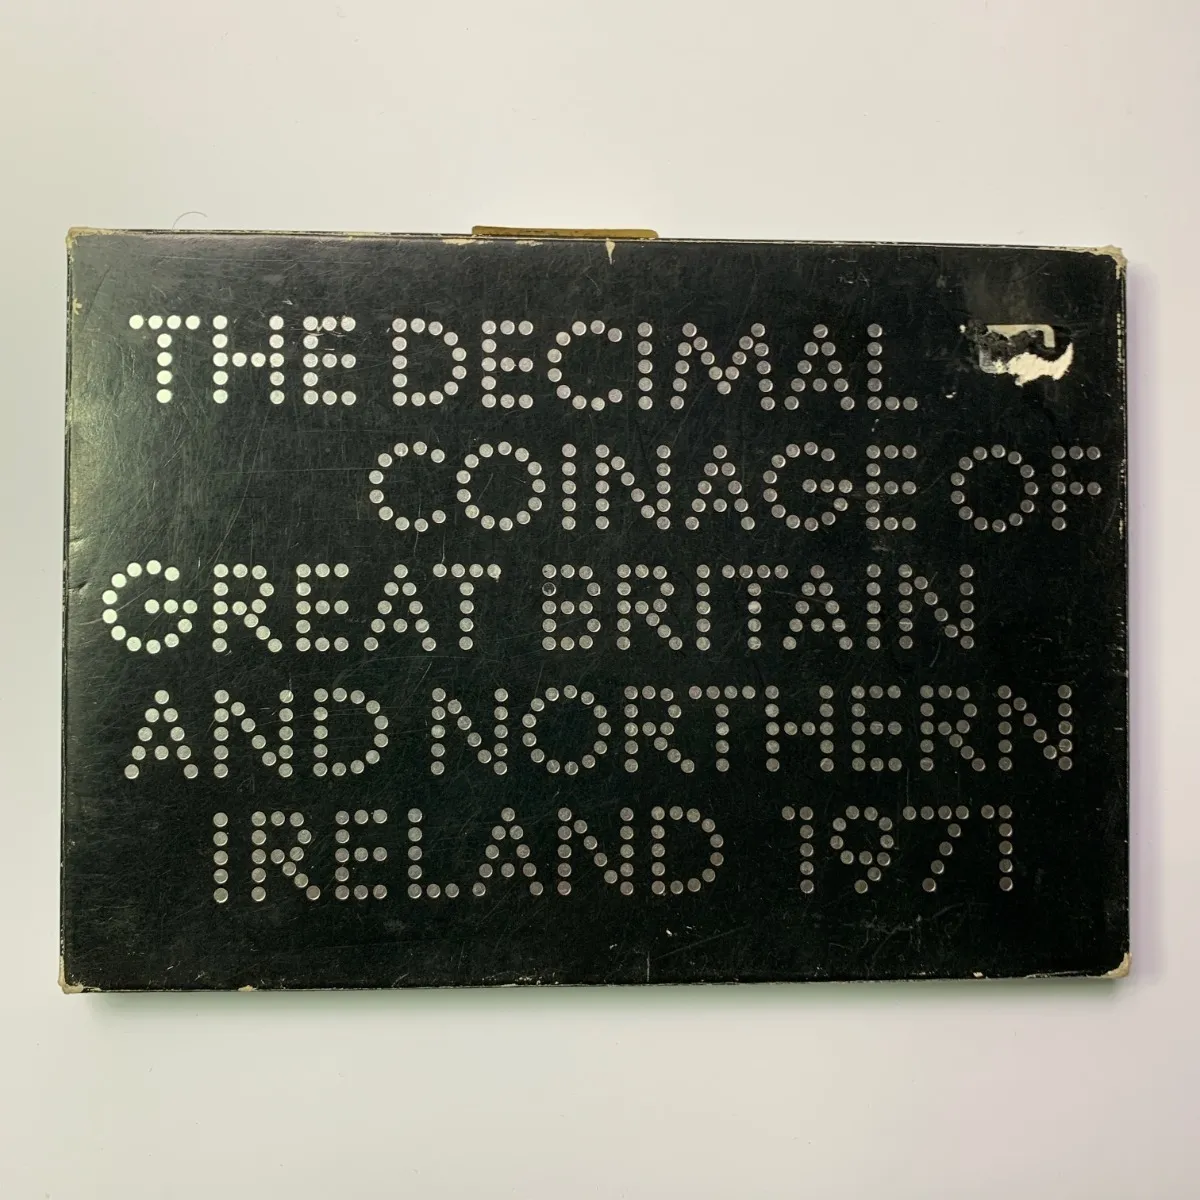 THE DECIMAL
COINAGE OF
GREAT BRITAIN
AND NORTHERN
IRELAND 1971